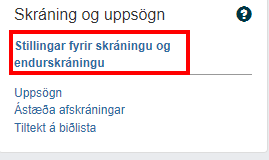 Skráning og uppsögn
Stillingar fyrir skráningu og
endurskráningu
Uppsögn
Ástæða afskráningar
Tiltekt á biðlista